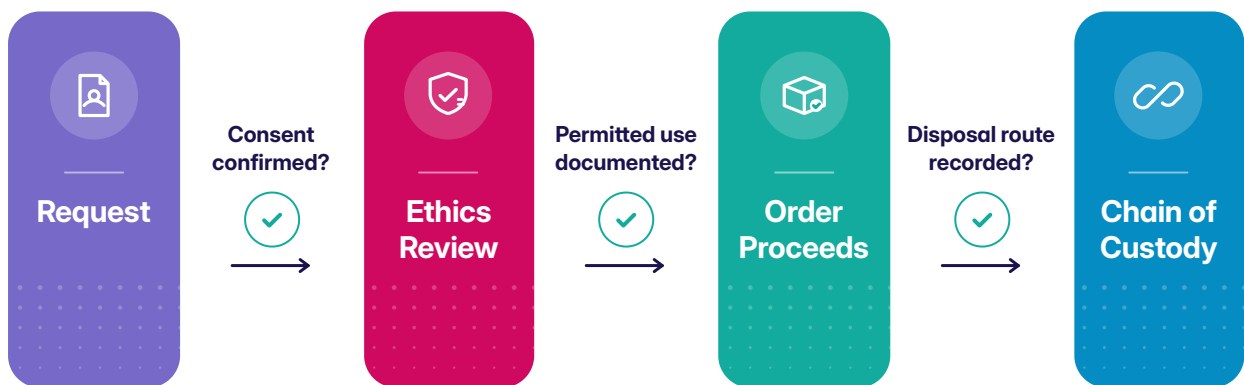 Request
Consent
confirmed?
Ethics
Review
Permitted use
documented?
Order
Proceeds
Disposal route
recorded?
Chain of
Custody